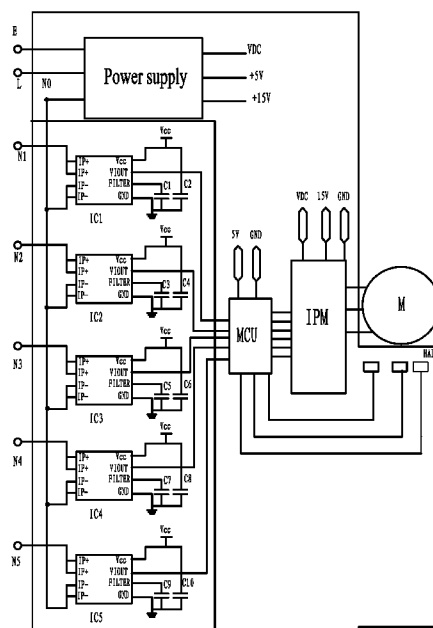 E
L
N0
Power supply
VDC
+5V
+15V
N1
IP+
IP+
IP-
IP-
Vcc
VIOUT
FILTER
GND
IC1
Vcc
C1
C2
N2
IP+
IP+
IP-
IP-
Vcc
VIOUT
FILTER
GND
IC2
Vcc
C3
C4
N3
IP+
IP+
IP-
IP-
Vcc
VIOUT
FILTER
GND
IC3
Vcc
C5
C6
N4
IP+
IP+
IP-
IP-
Vcc
VIOUT
FILTER
GND
IC4
Vcc
C7
C8
N5
IP+
IP+
IP-
IP-
Vcc
VIOUT
FILTER
GND
IC5
Vcc
C9
C10
5V
GND
MCU
VDC
15V
GND
IPM
M